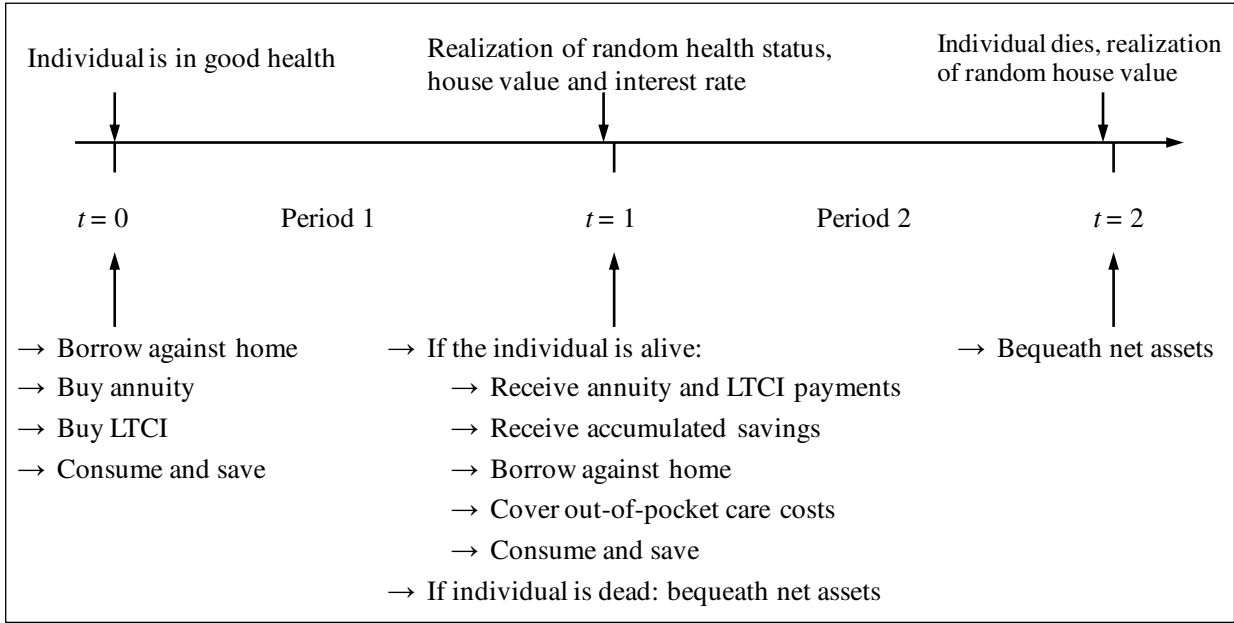 Individual is in good health
Realization of random health status,
house value and interest rate
Individual dies, realization
of random house value
t = 0
Period 1
t = 1
Period 2
t = 2
→ Borrow against home
→ Buy annuity
→ Buy LTCI
→ Consume and save
→ If the individual is alive:
→ Receive annuity and LTCI payments
→ Receive accumulated savings
→ Borrow against home
→ Cover out-of-pocket care costs
→ Consume and save
→ If individual is dead: bequeath net assets
→ Bequeath net assets